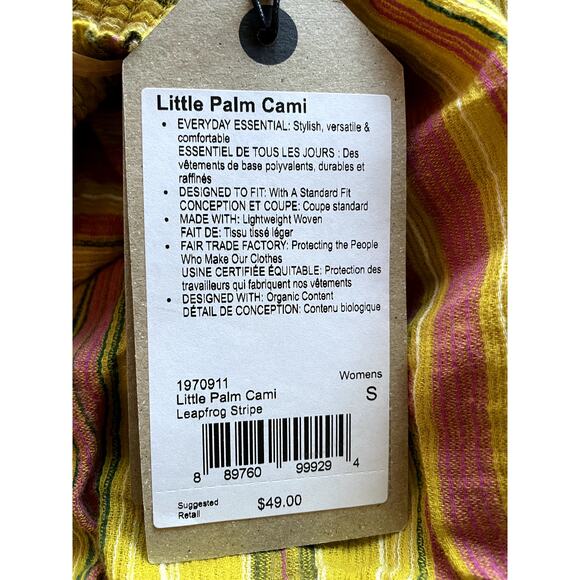 Little Palm Cami
• EVERYDAY ESSENTIAL: Stylish, versatile &
comfortable
ESSENTIEL DE TOUS LES JOURS : Des
vêtements de base polyvalents, durables et
raffinés
• DESIGNED TO FIT: With A Standard Fit
CONCEPTION ET COUPE: Coupe standard
• MADE WITH: Lightweight Woven
FAIT DE: Tissu tissé léger
• FAIR TRADE FACTORY: Protecting the People
Who Make Our Clothes
USINE CERTIFIÉE ÉQUITABLE: Protection des
travailleurs qui fabriquent nos vêtements
• DESIGNED WITH: Organic Content
DÉTAIL DE CONCEPTION: Contenu biologique
1970911
Little Palm Cami
Leapfrog Stripe
Womens
S
8 89760 99929 4
Suggested
Retail
$49.00